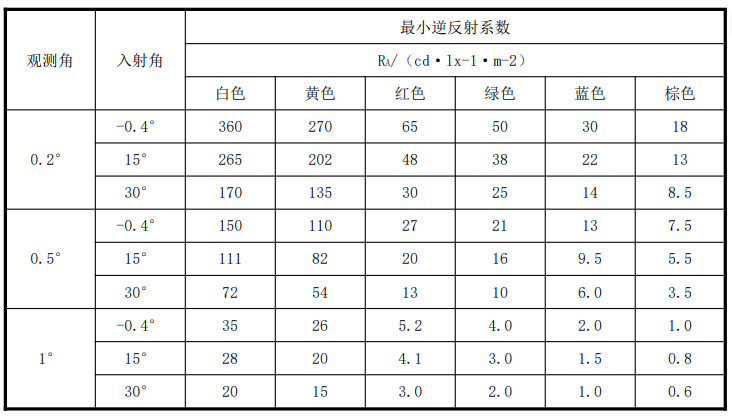 最小逆反射系数
观测角 入射角 RA/（cd·lx-1·m-2）
白色 黄色 红色 绿色 蓝色 棕色
-0.4° 360 270 65 50 30 18
0.2° 15° 265 202 48 38 22 13
30° 170 135 30 25 14 8.5
-0.4° 150 110 27 21 13 7.5
0.5° 15° 111 82 20 16 9.5 5.5
30° 72 54 13 10 6.0 3.5
-0.4° 35 26 5.2 4.0 2.0 1.0
1° 15° 28 20 4.1 3.0 1.5 0.8
30° 20 15 3.0 2.0 1.0 0.6